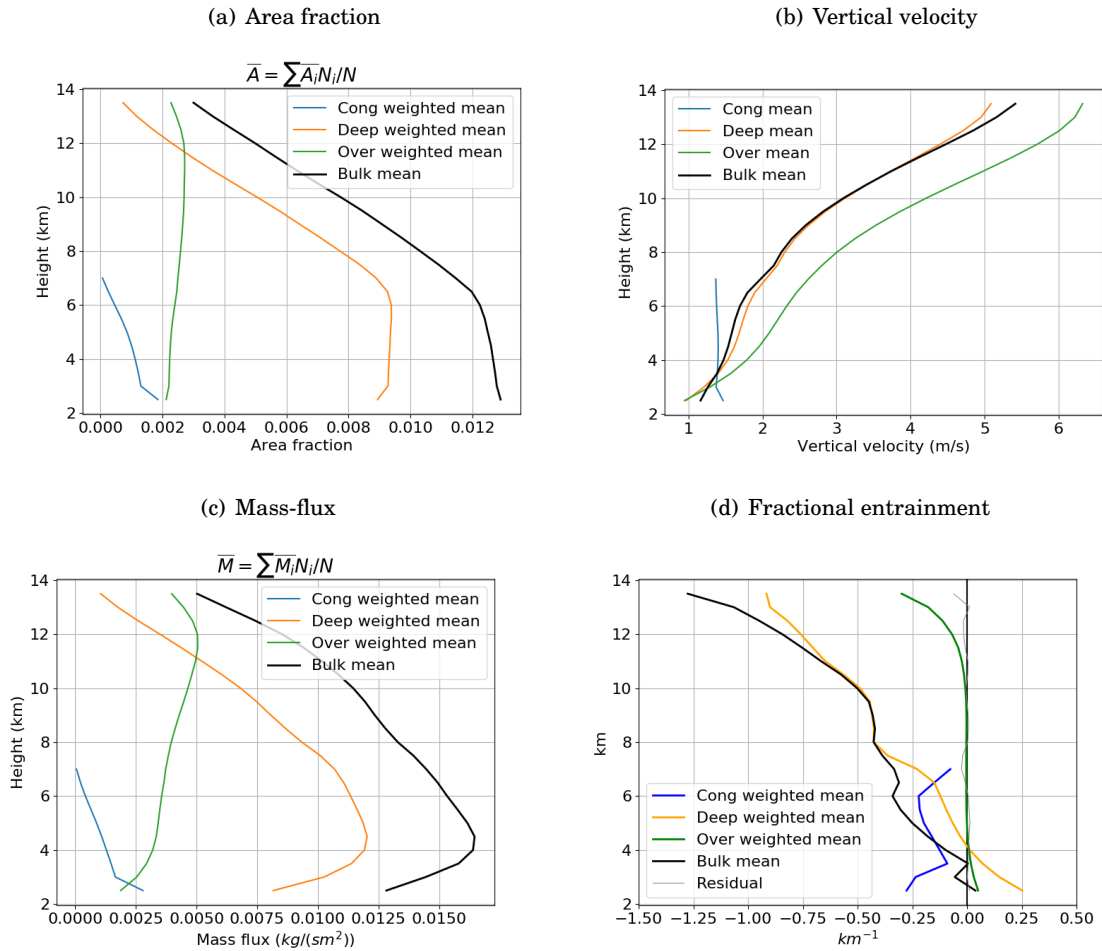 (a) Area fraction
(b) Vertical velocity
A̅ = ∑A̅ᵢNᵢ/N
14
12
10
8
6
4
2
Height (km)
Cong weighted mean
Deep weighted mean
Over weighted mean
Bulk mean
0.000 0.002 0.004 0.006 0.008 0.010 0.012
Area fraction
14
12
10
8
6
4
2
Height (km)
Cong mean
Deep mean
Over mean
Bulk mean
1 2 3 4 5 6
Vertical velocity (m/s)
(c) Mass-flux
(d) Fractional entrainment
M̅ = ∑M̅ᵢNᵢ/N
14
12
10
8
6
4
2
Height (km)
Cong weighted mean
Deep weighted mean
Over weighted mean
Bulk mean
0.0000 0.0025 0.0050 0.0075 0.0100 0.0125 0.0150
Mass flux (kg/(sm²))
14
12
10
8
6
4
2
km
Cong weighted mean
Deep weighted mean
Over weighted mean
Bulk mean
Residual
−1.50 −1.25 −1.00 −0.75 −0.50 −0.25 0.00 0.25 0.50
km⁻¹